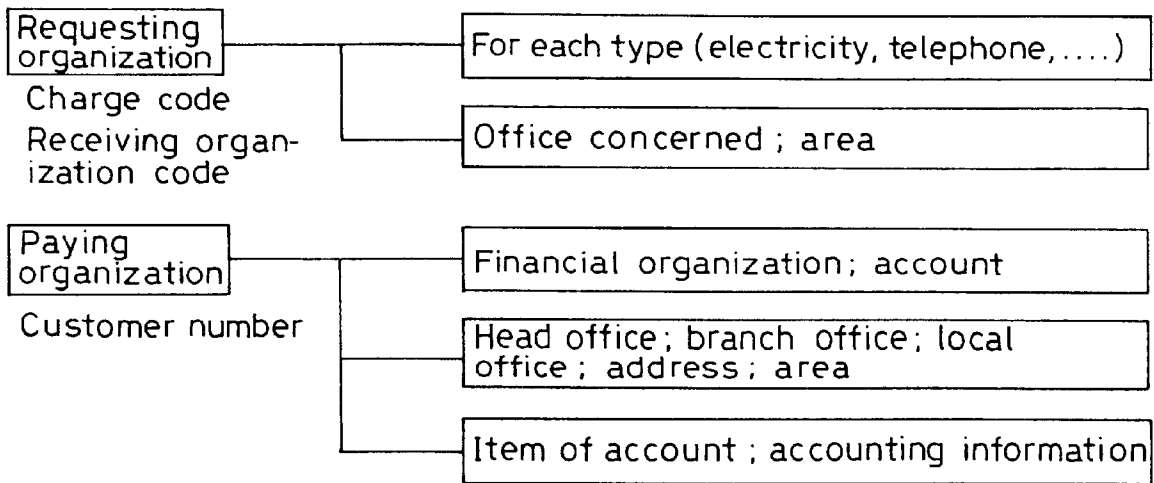 Requesting
organization
For each type (electricity, telephone, ....)
Charge code
Receiving organ-
ization code
Office concerned ; area
Paying
organization
Financial organization; account
Customer number
Head office; branch office; local
office; address; area
Item of account ; accounting information